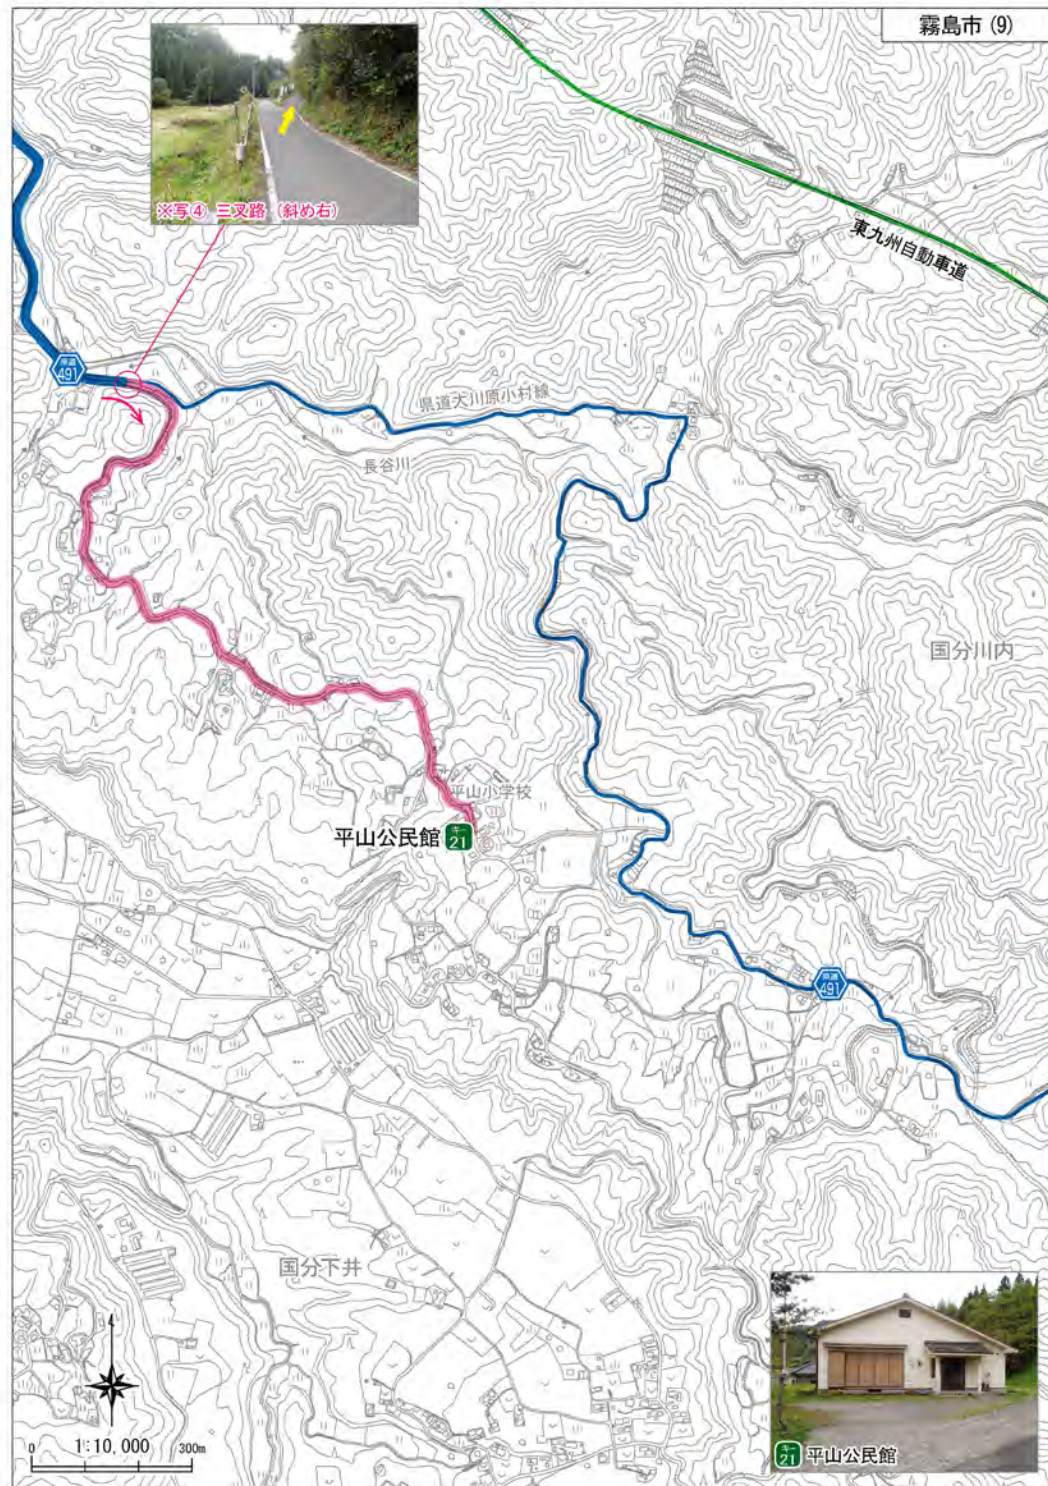 霧島市 (9)
※写④ 三叉路 (斜め右)
東九州自動車道
県道
491
県道犬川原小村線
長谷川
国分川内
平山小学校
平山公民館
キー
21
県道
491
国分下井
0
1:10,000
300m
キー
21
平山公民館